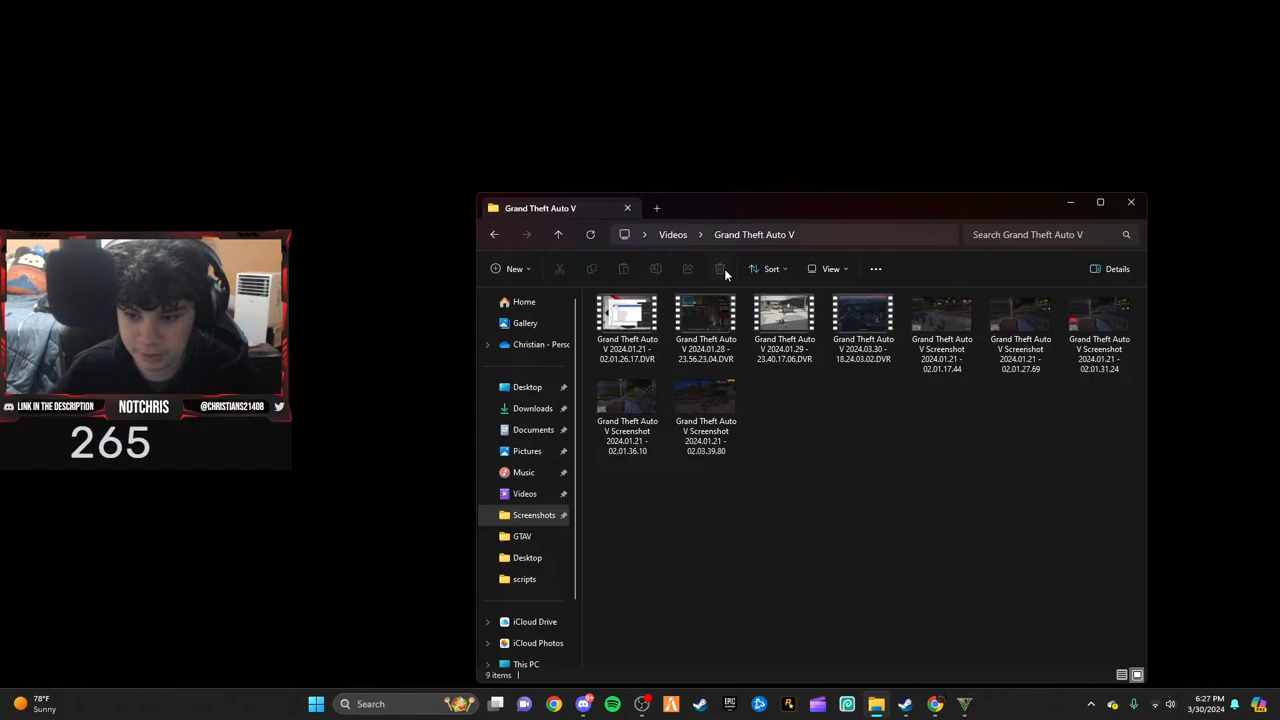 Grand Theft Auto V
Videos
Grand Theft Auto V
Search Grand Theft Auto V
New
Sort
View
Details
Home
Gallery
Christian - Persc
Desktop
Downloads
Documents
Pictures
Music
Videos
Screenshots
GTAV
Desktop
scripts
iCloud Drive
iCloud Photos
This PC
Grand Theft Auto
V 2024.01.21 -
02.01.26.17.DVR
Grand Theft Auto
V 2024.01.28 -
23.56.23.04.DVR
Grand Theft Auto
V 2024.01.29 -
23.40.17.06.DVR
Grand Theft Auto
V 2024.03.30 -
18.24.03.02.DVR
Grand Theft Auto
V Screenshot
2024.01.21 -
02.01.17.44
Grand Theft Auto
V Screenshot
2024.01.21 -
02.01.27.69
Grand Theft Auto
V Screenshot
2024.01.21 -
02.01.31.24
Grand Theft Auto
V Screenshot
2024.01.21 -
02.01.36.10
Grand Theft Auto
V Screenshot
2024.01.21 -
02.03.39.80
9 items
LINK IN THE DESCRIPTION
NOTCHRIS
@CHRISTIANS21408
265
78°F
Sunny
Search
6:27 PM
3/30/2024